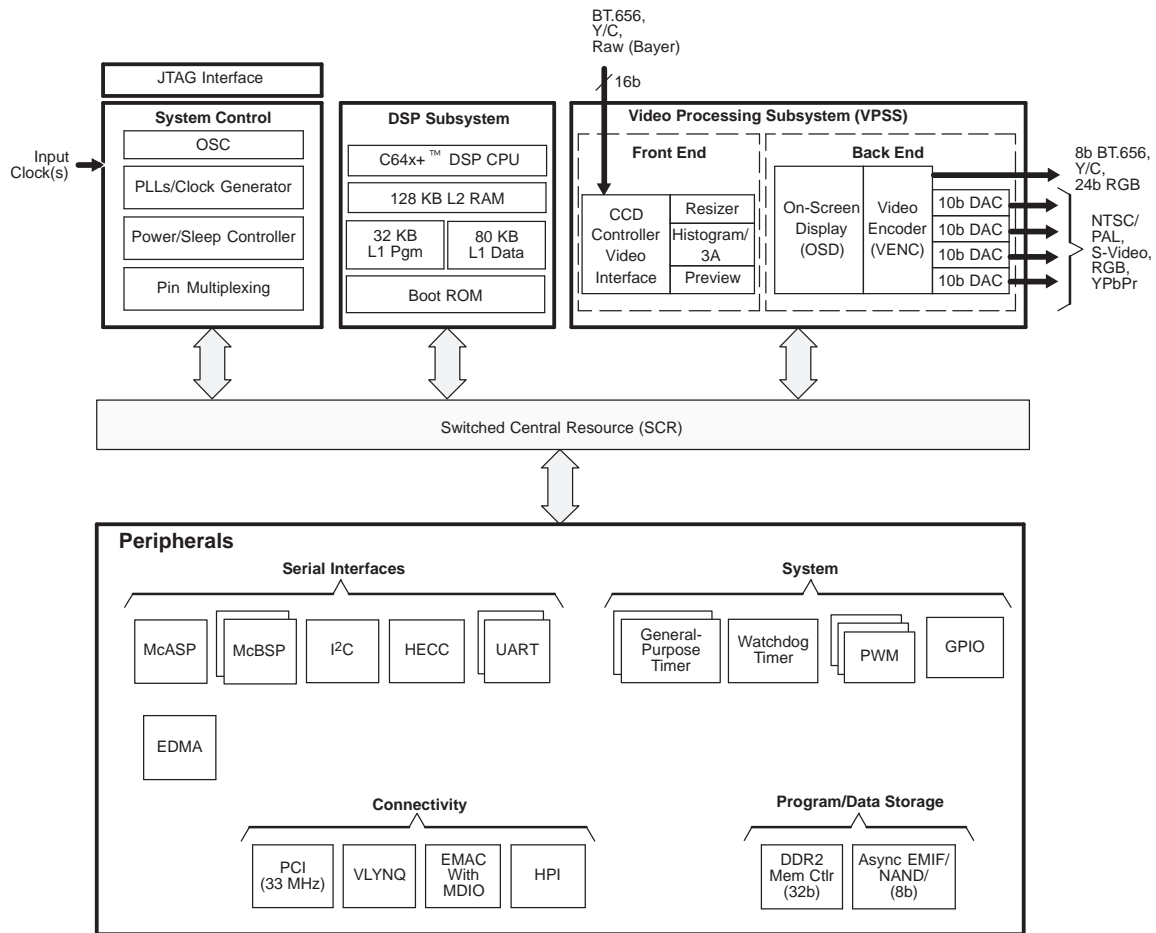 BT.656,
Y/C,
Raw (Bayer)
16b
JTAG Interface
System Control
OSC
PLLs/Clock Generator
Power/Sleep Controller
Pin Multiplexing
Input
Clock(s)
DSP Subsystem
C64x+™ DSP CPU
128 KB L2 RAM
32 KB
L1 Pgm
80 KB
L1 Data
Boot ROM
Video Processing Subsystem (VPSS)
Front End
CCD
Controller
Video
Interface
Resizer
Histogram/
3A
Preview
Back End
On-Screen
Display
(OSD)
Video
Encoder
(VENC)
10b DAC
10b DAC
10b DAC
10b DAC
8b BT.656,
Y/C,
24b RGB
NTSC/
PAL,
S-Video,
RGB,
YPbPr
Switched Central Resource (SCR)
Peripherals
Serial Interfaces
McASP
McBSP
I²C
HECC
UART
System
General-
Purpose
Timer
Watchdog
Timer
PWM
GPIO
EDMA
Connectivity
PCI
(33 MHz)
VLYNQ
EMAC
With
MDIO
HPI
Program/Data Storage
DDR2
Mem Ctlr
(32b)
Async EMIF/
NAND/
(8b)